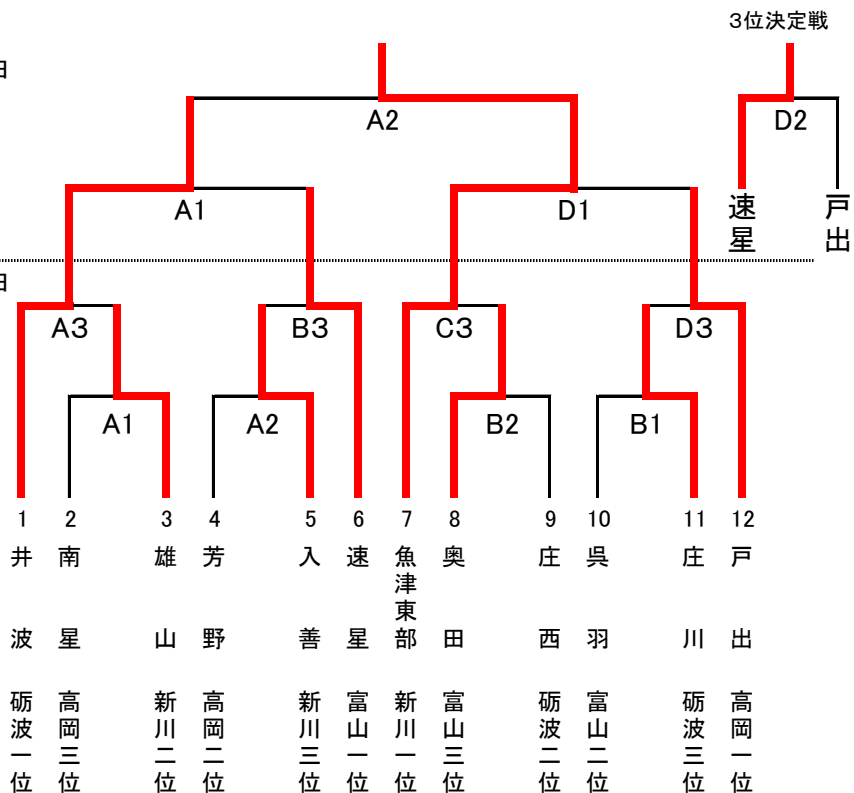 3位決定戦
日
A2
D2
A1
D1
速星
戸出
日
A3
B3
C3
D3
A1
A2
B2
B1
1
2
3
4
5
6
7
8
9
10
11
12
井波
南星
雄山
芳野
入善
速星
魚津東部
奥田
庄西
呉羽
庄川
戸出
砺波一位
高岡三位
新川二位
高岡二位
新川三位
富山一位
新川一位
富山三位
砺波二位
富山二位
砺波三位
高岡一位